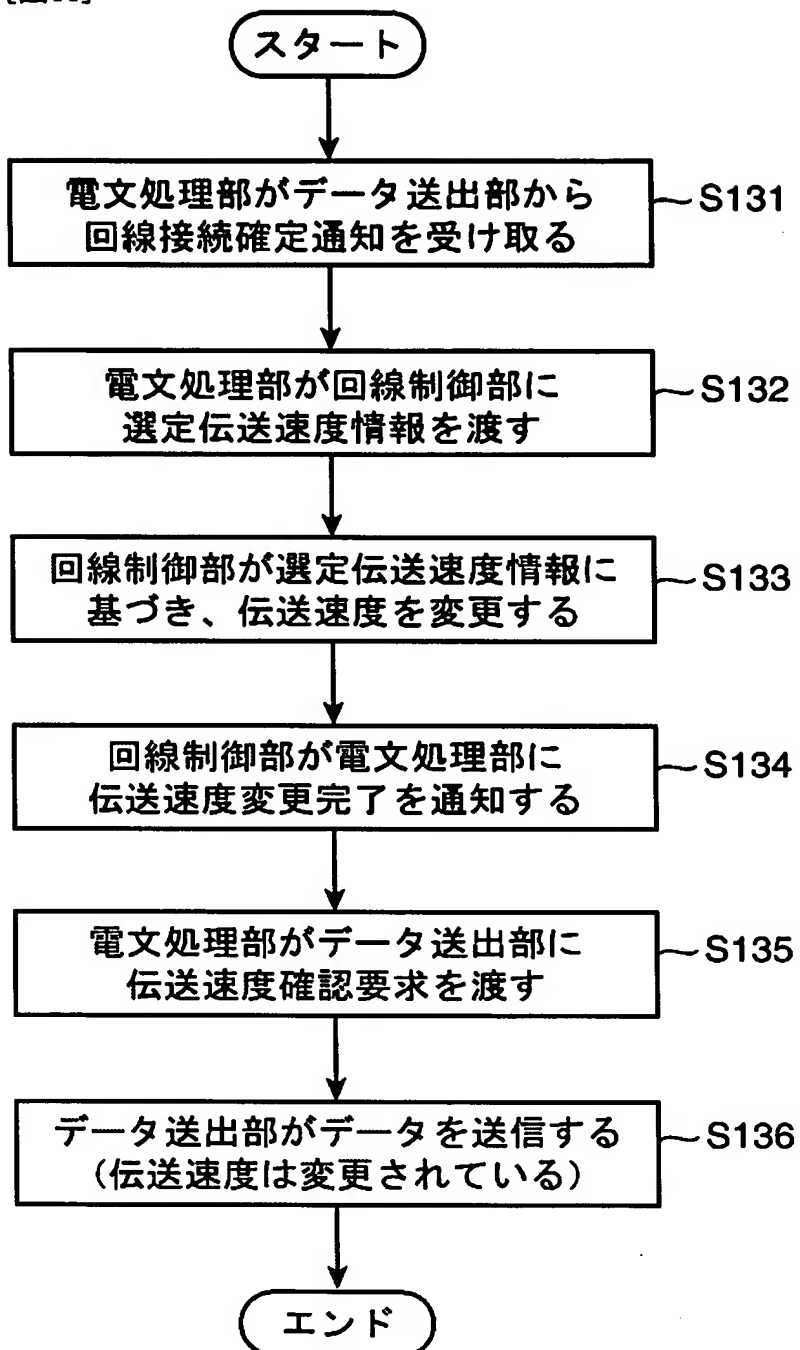 スタート
電文処理部がデータ送出部から
回線接続確定通知を受け取る
~S131
電文処理部が回線制御部に
選定伝送速度情報を渡す
~S132
回線制御部が選定伝送速度情報に
基づき、伝送速度を変更する
~S133
回線制御部が電文処理部に
伝送速度変更完了を通知する
~S134
電文処理部がデータ送出部に
伝送速度確認要求を渡す
~S135
データ送出部がデータを送信する
(伝送速度は変更されている)
~S136
エンド